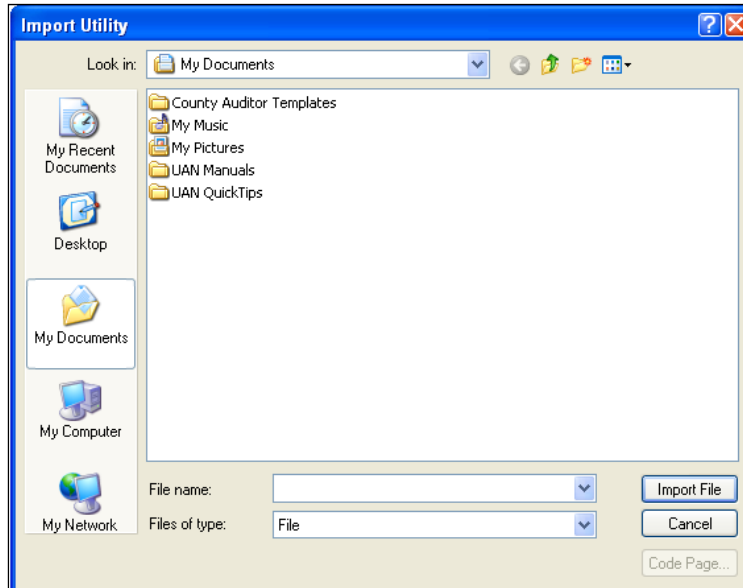 Import Utility
Look in: My Documents
My Recent
Documents
Desktop
My Documents
My Computer
My Network
County Auditor Templates
My Music
My Pictures
UAN Manuals
UAN QuickTips
File name:
Import File
Files of type: File
Cancel
Code Page...